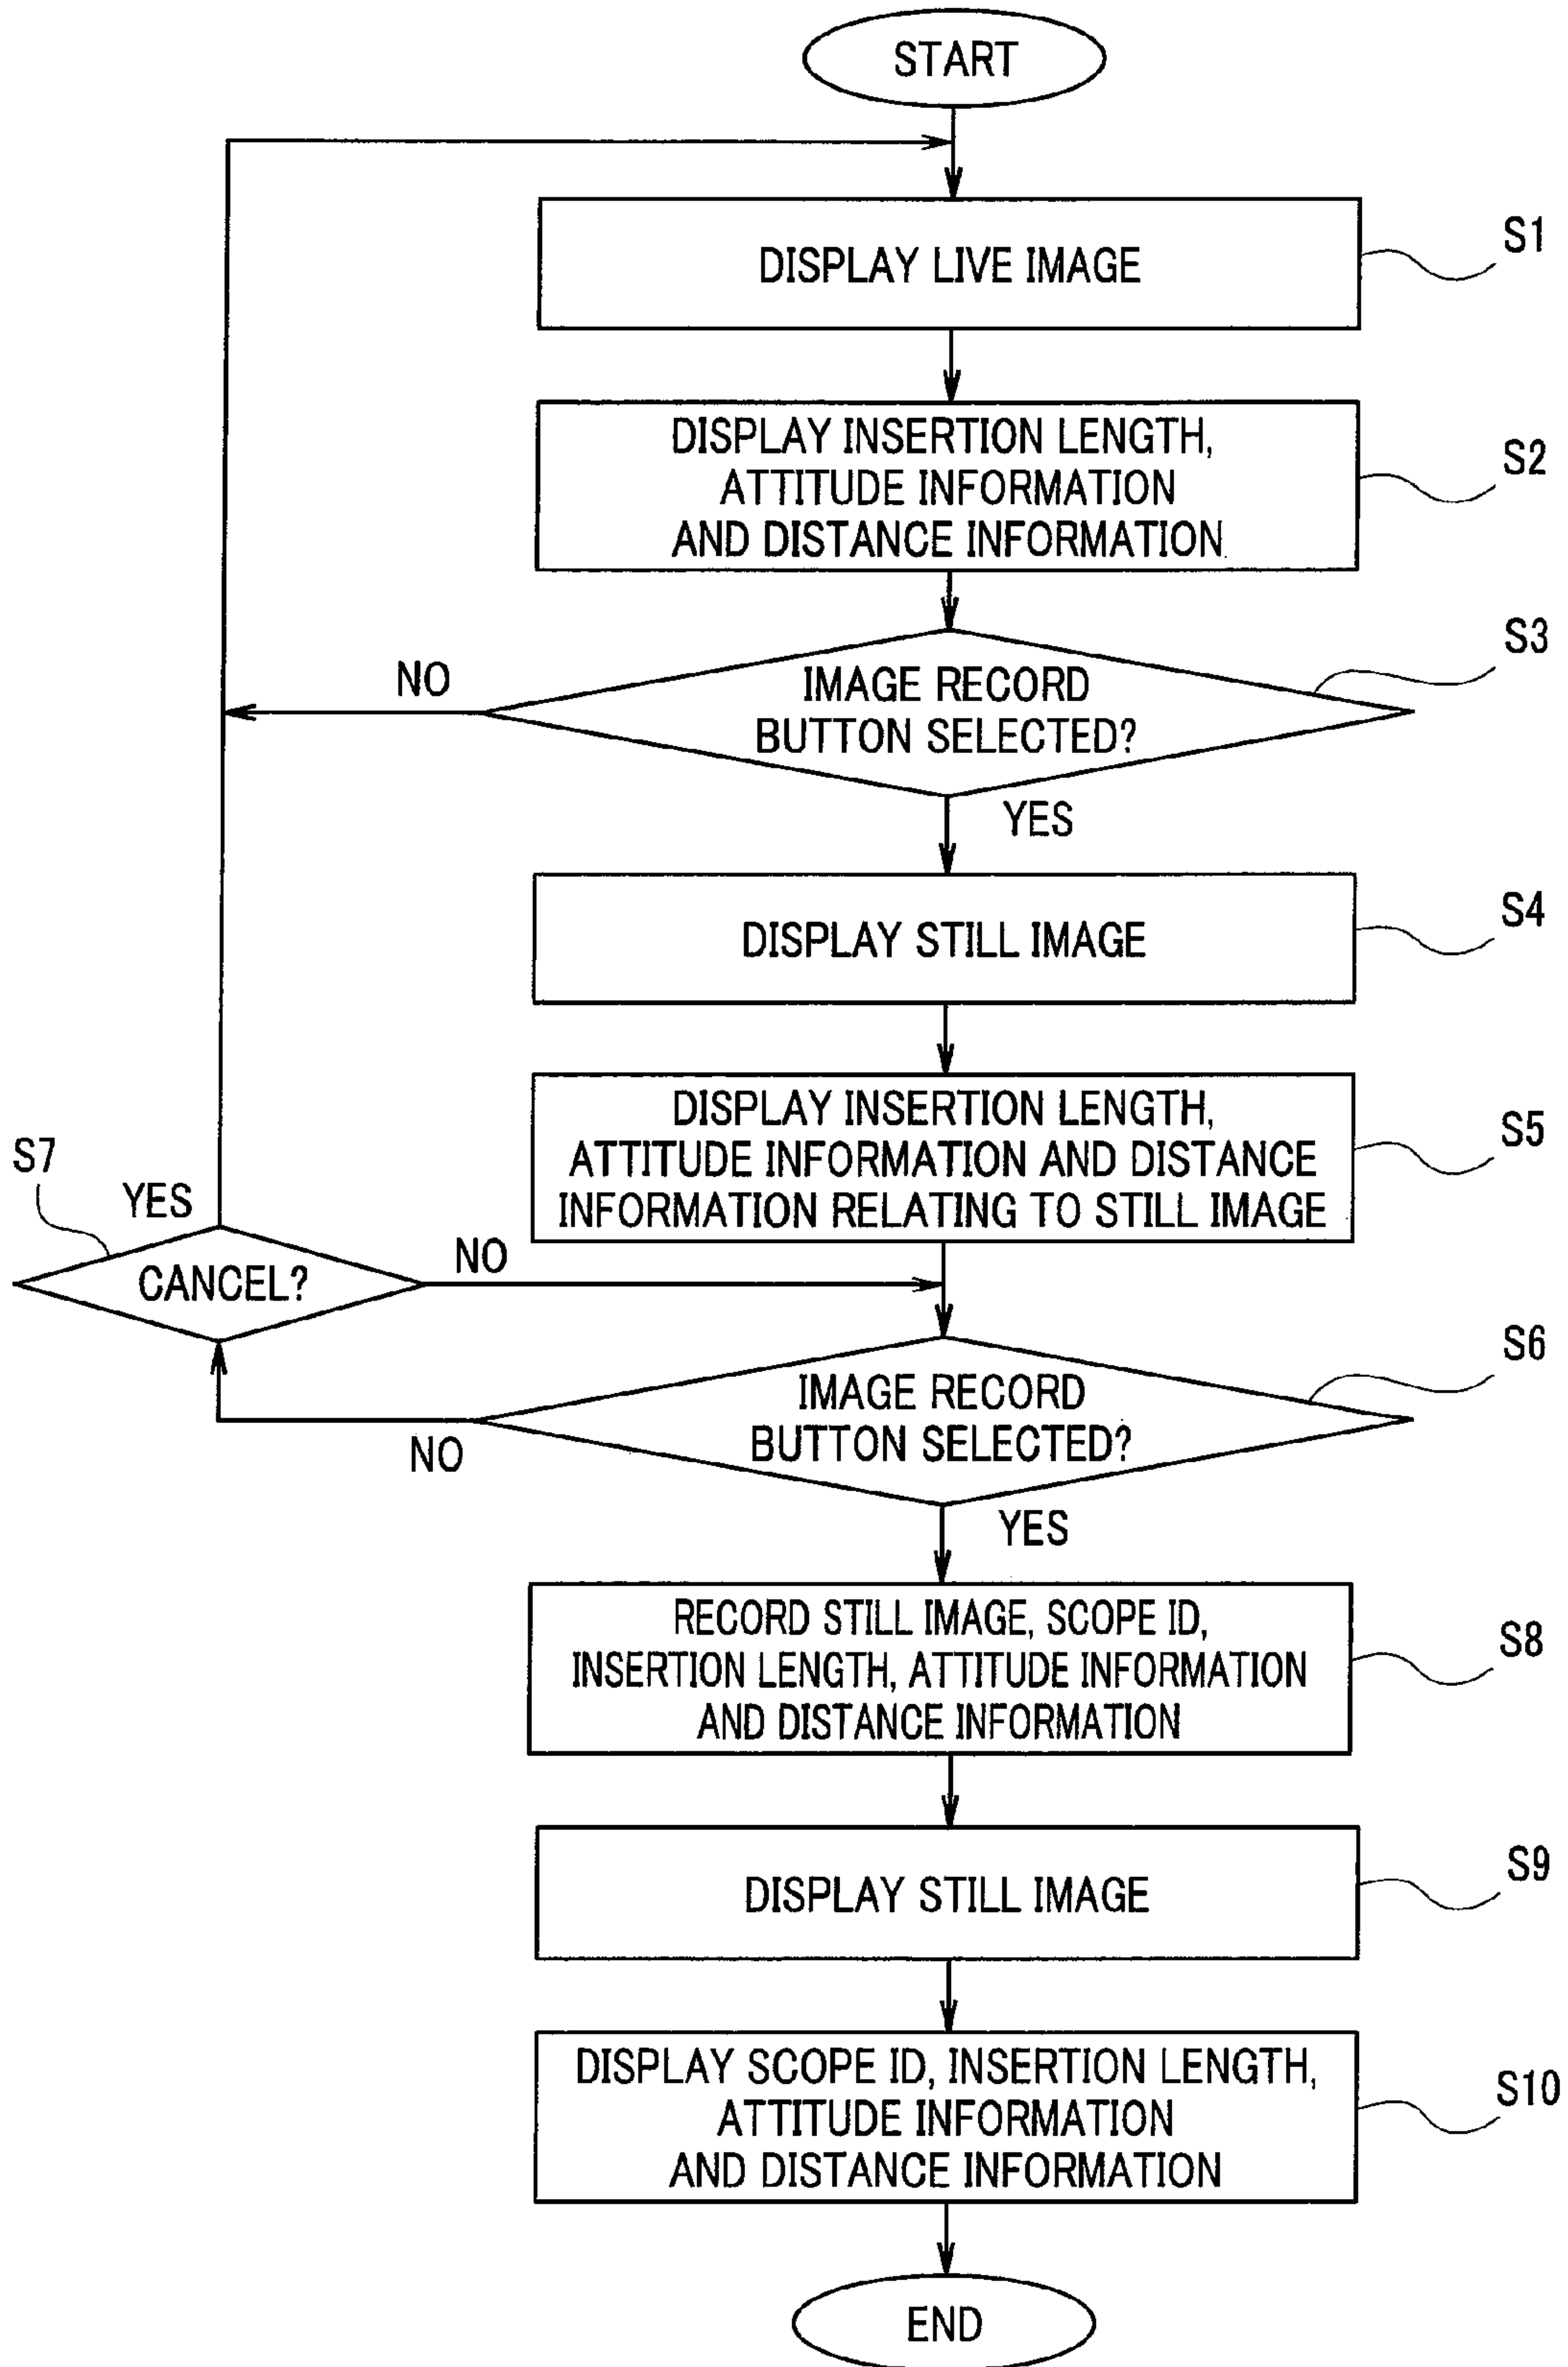 START
DISPLAY LIVE IMAGE
S1
DISPLAY INSERTION LENGTH,
ATTITUDE INFORMATION
AND DISTANCE INFORMATION
S2
IMAGE RECORD
BUTTON SELECTED?
S3
NO
YES
DISPLAY STILL IMAGE
S4
DISPLAY INSERTION LENGTH,
ATTITUDE INFORMATION AND DISTANCE
INFORMATION RELATING TO STILL IMAGE
S5
S7
YES
CANCEL?
NO
IMAGE RECORD
BUTTON SELECTED?
S6
NO
YES
RECORD STILL IMAGE, SCOPE ID,
INSERTION LENGTH, ATTITUDE INFORMATION
AND DISTANCE INFORMATION
S8
DISPLAY STILL IMAGE
S9
DISPLAY SCOPE ID, INSERTION LENGTH,
ATTITUDE INFORMATION
AND DISTANCE INFORMATION
S10
END